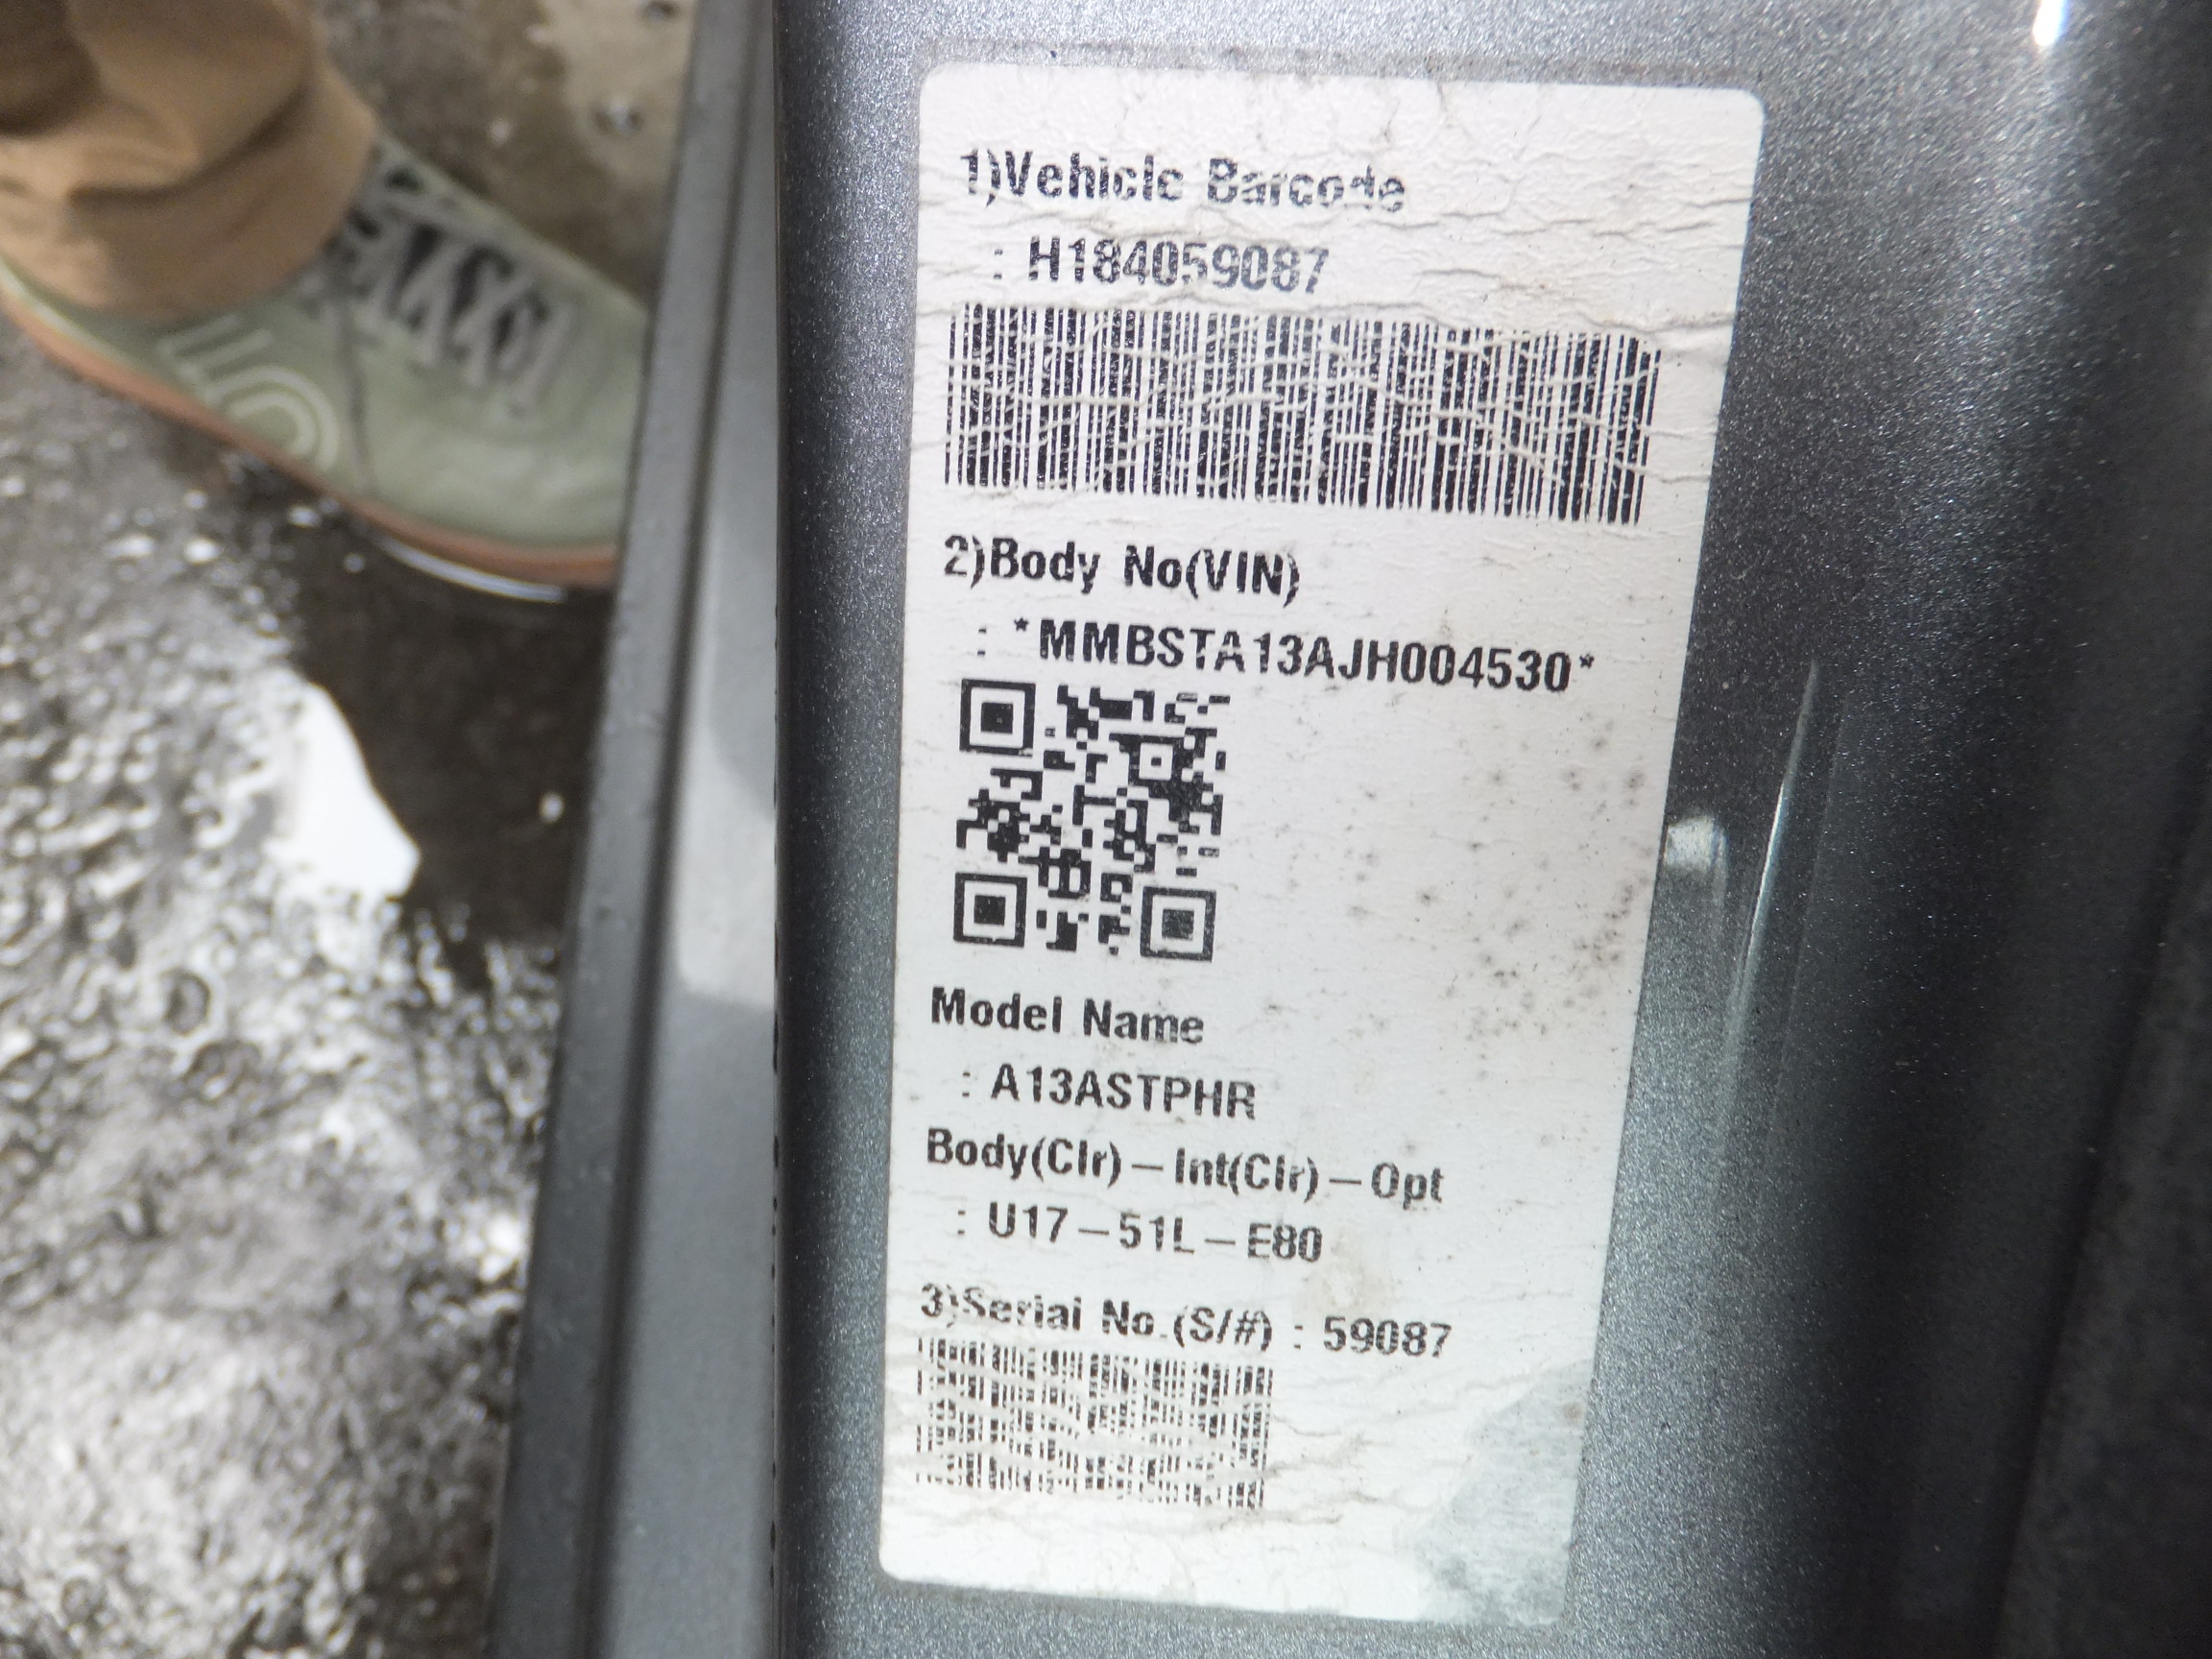 1)Vehicle Barcode
: H184059087
2)Body No(VIN)
: *MMBSTA13AJH004530*
Model Name
: A13ASTPHR
Body(Clr)－Int(Clr)－Opt
: U17－51L－E80
3)Serial No.(S/#) : 59087